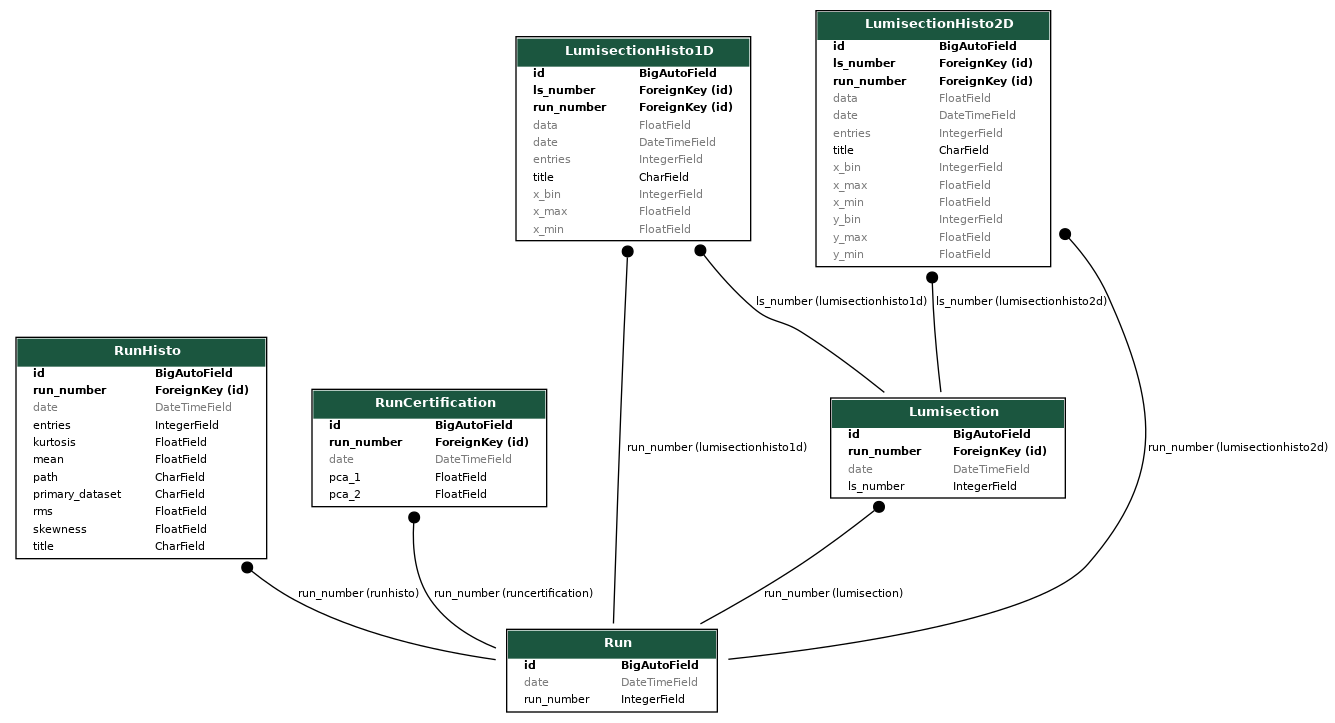 LumisectionHisto2D
id BigAutoField
ls_number ForeignKey (id)
run_number ForeignKey (id)
data FloatField
date DateTimeField
entries IntegerField
title CharField
x_bin IntegerField
x_max FloatField
x_min FloatField
y_bin IntegerField
y_max FloatField
y_min FloatField
LumisectionHisto1D
id BigAutoField
ls_number ForeignKey (id)
run_number ForeignKey (id)
data FloatField
date DateTimeField
entries IntegerField
title CharField
x_bin IntegerField
x_max FloatField
x_min FloatField
ls_number (lumisectionhisto1d)
ls_number (lumisectionhisto2d)
RunHisto
id BigAutoField
run_number ForeignKey (id)
date DateTimeField
entries IntegerField
kurtosis FloatField
mean FloatField
path CharField
primary_dataset CharField
rms FloatField
skewness FloatField
title CharField
RunCertification
id BigAutoField
run_number ForeignKey (id)
date DateTimeField
pca_1 FloatField
pca_2 FloatField
run_number (lumisectionhisto1d)
Lumisection
id BigAutoField
run_number ForeignKey (id)
date DateTimeField
ls_number IntegerField
run_number (lumisectionhisto2d)
run_number (runhisto)
run_number (runcertification)
run_number (lumisection)
Run
id BigAutoField
date DateTimeField
run_number IntegerField